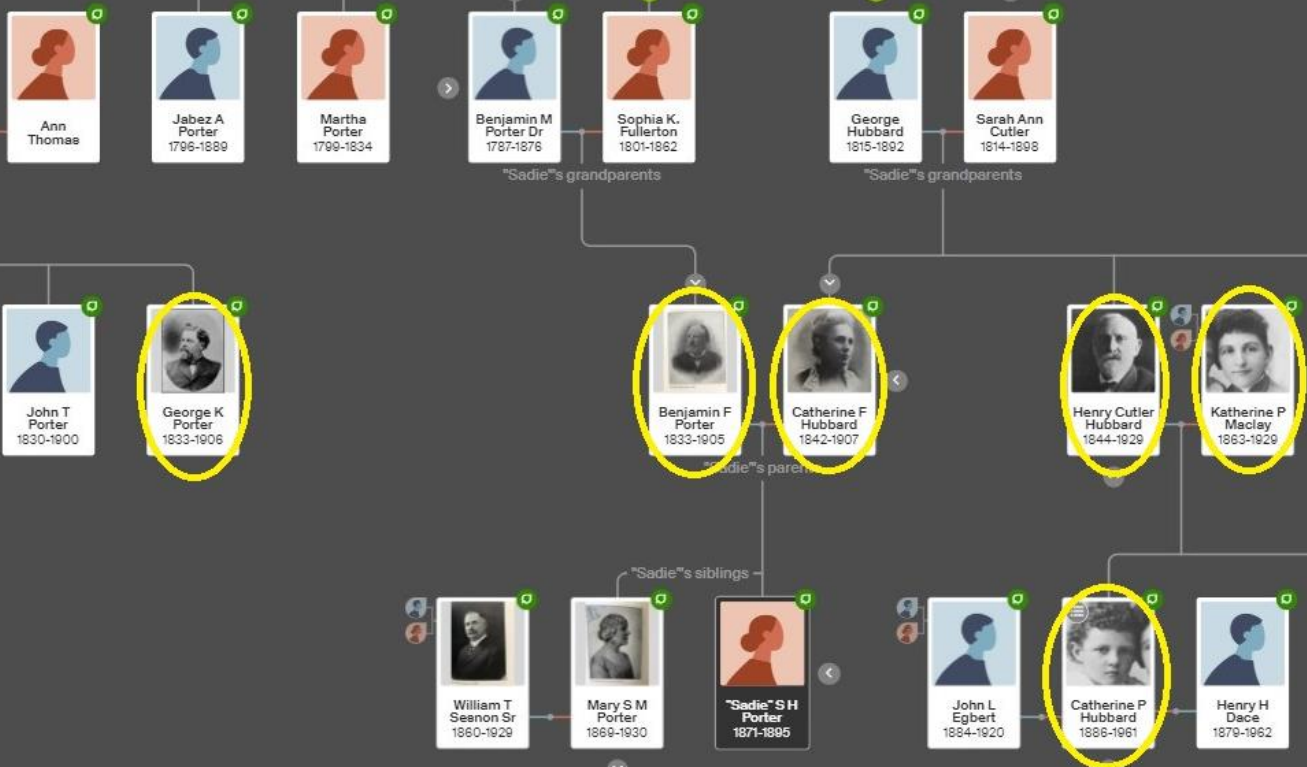 Ann
Thomas
Jabez A
Porter
1796-1889
Martha
Porter
1799-1834
Benjamin M
Porter Dr
1787-1876
Sophia K.
Fullerton
1801-1862
George
Hubbard
1815-1892
Sarah Ann
Cutler
1814-1898
"Sadie"'s grandparents
"Sadie"'s grandparents
John T
Porter
1830-1900
George K
Porter
1833-1906
Benjamin F
Porter
1833-1905
Catherine F
Hubbard
1842-1907
Henry Cutler
Hubbard
1844-1929
Katherine P
Maclay
1863-1929
"Sadie"'s parents
"Sadie"'s siblings
William T
Sesnon Sr
1860-1929
Mary S M
Porter
1869-1930
"Sadie" S H
Porter
1871-1895
John L
Egbert
1884-1920
Catherine P
Hubbard
1886-1961
Henry H
Dace
1879-1962